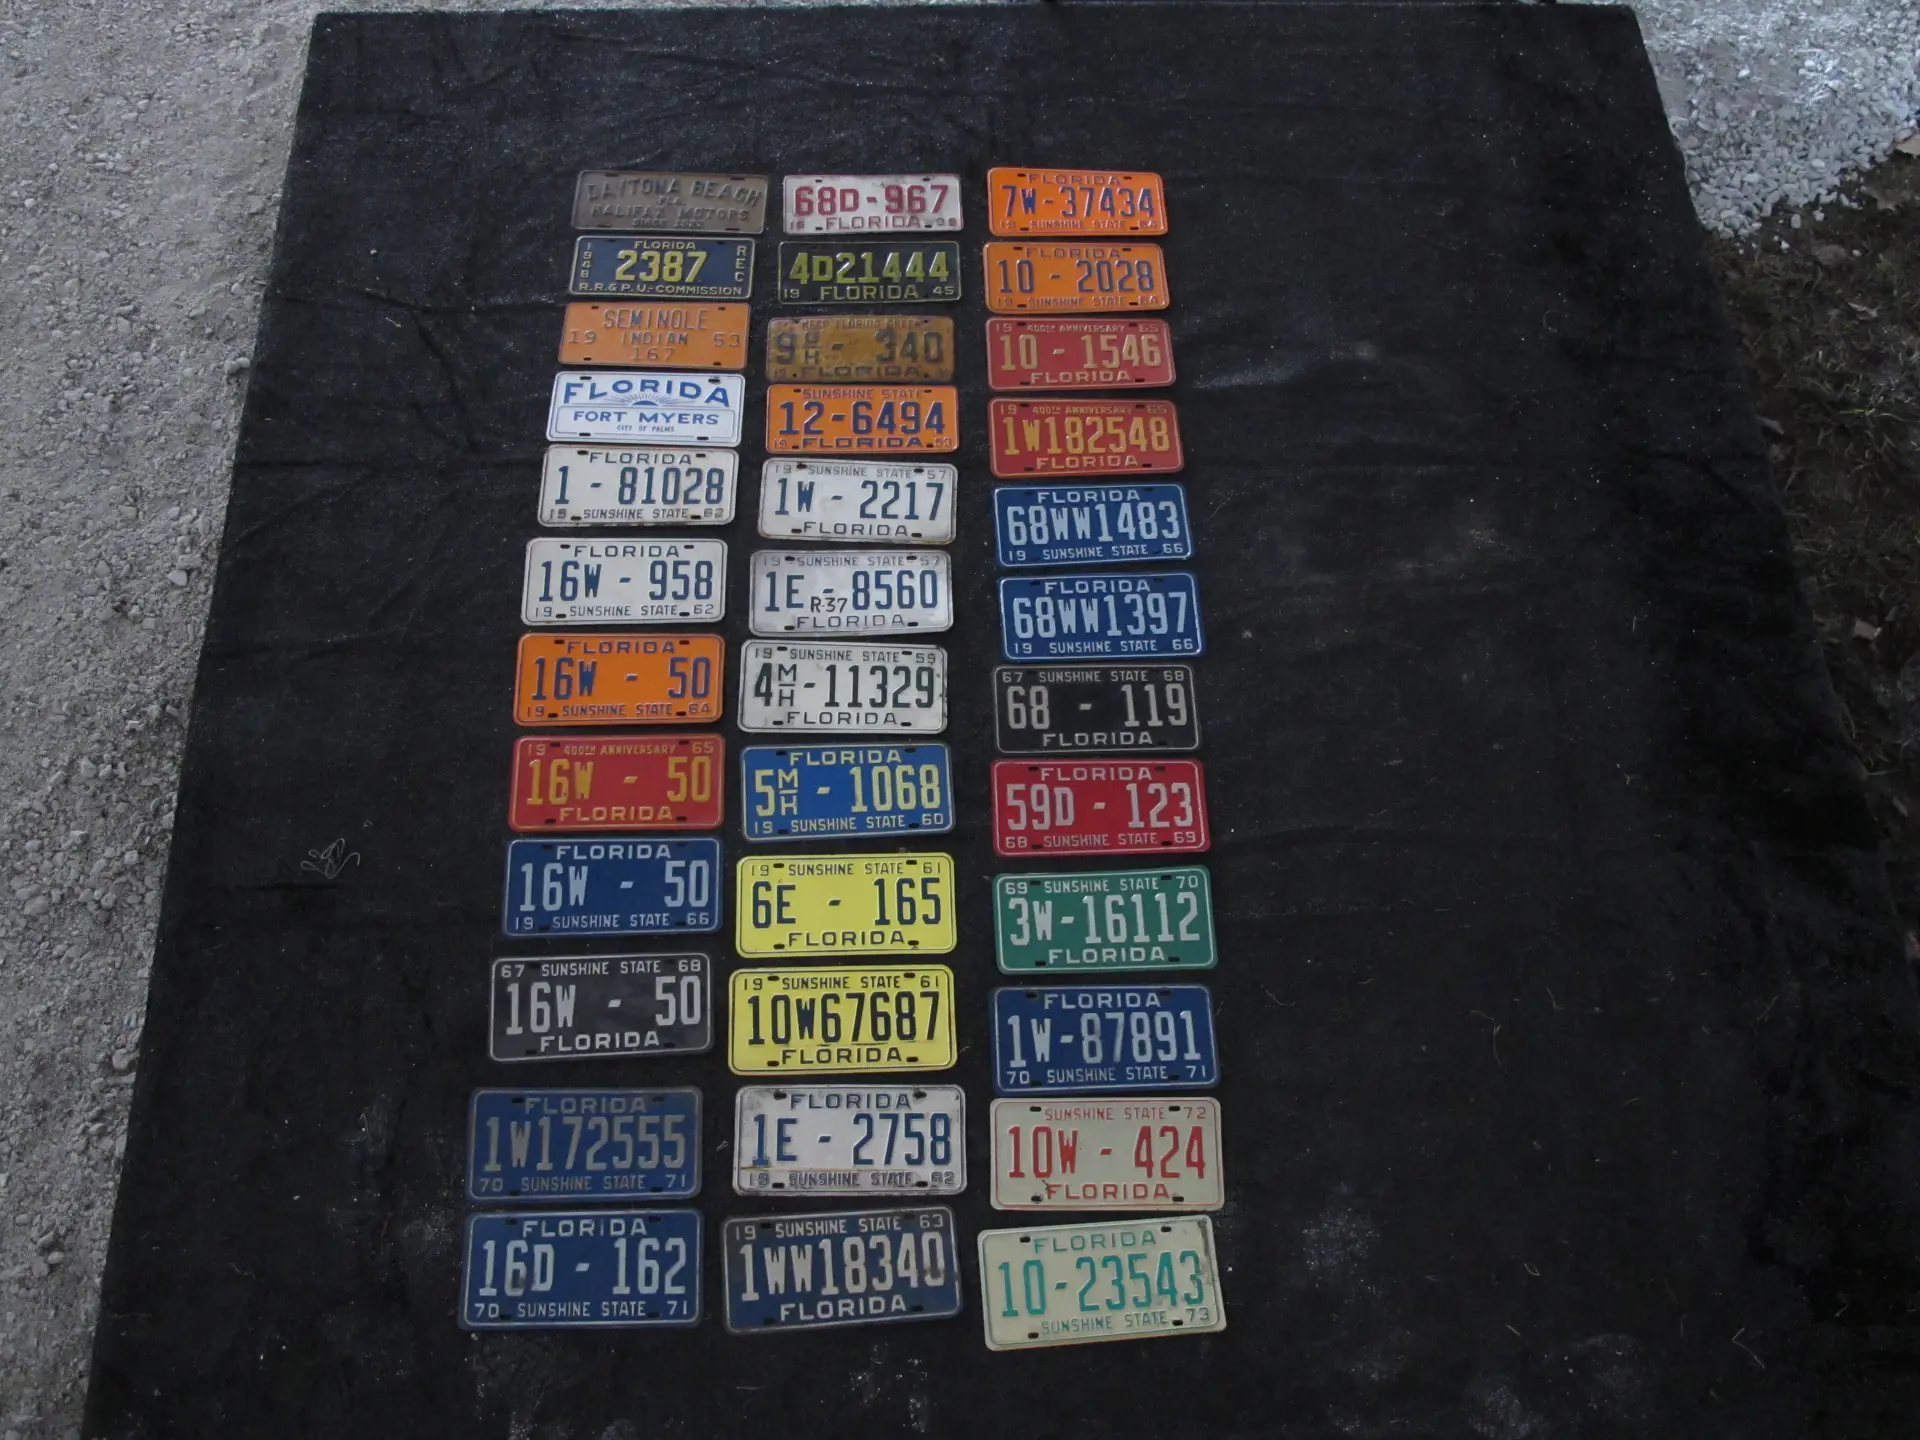 DAYTONA BEACH
FLA
HALIFAX MOTORS
FLORIDA
1948
2387
REC
R.R.& P.U.-COMMISSION
SEMINOLE
19 INDIAN 53
167
FLORIDA
FORT MYERS
CITY OF PALMS
FLORIDA
1-81028
19 SUNSHINE STATE 62
FLORIDA
16W-958
19 SUNSHINE STATE 62
FLORIDA
16W-50
19 SUNSHINE STATE 64
19 400TH ANNIVERSARY 65
16W-50
FLORIDA
FLORIDA
16W-50
19 SUNSHINE STATE 66
67 SUNSHINE STATE 68
16W-50
FLORIDA
FLORIDA
1W172555
70 SUNSHINE STATE 71
FLORIDA
16D-162
70 SUNSHINE STATE 71
68D-967
FLORIDA
4D21444
19 FLORIDA 45
KEEP FLORIDA GREEN
340
FLORIDA
SUNSHINE STATE
12-6494
19 FLORIDA 53
19 SUNSHINE STATE 57
1W-2217
FLORIDA
19 SUNSHINE STATE 57
1E-8560
R-37
FLORIDA
19 SUNSHINE STATE 59
4MH-11329
FLORIDA
FLORIDA
5MH-1068
19 SUNSHINE STATE 60
19 SUNSHINE STATE 61
6E-165
FLORIDA
19 SUNSHINE STATE 61
10W67687
FLORIDA
FLORIDA
1E-2758
19 SUNSHINE STATE 62
19 SUNSHINE STATE 63
1WW18340
FLORIDA
FLORIDA
7W-37434
19 SUNSHINE STATE 64
FLORIDA
10-2028
19 SUNSHINE STATE 64
19 400TH ANNIVERSARY 65
10-1546
FLORIDA
19 400TH ANNIVERSARY 65
1W182548
FLORIDA
FLORIDA
68WW1483
19 SUNSHINE STATE 66
FLORIDA
68WW1397
19 SUNSHINE STATE 66
67 SUNSHINE STATE 68
68-119
FLORIDA
FLORIDA
59D-123
68 SUNSHINE STATE 69
69 SUNSHINE STATE 70
3W-16112
FLORIDA
FLORIDA
1W-87891
70 SUNSHINE STATE 71
SUNSHINE STATE 72
10W-424
FLORIDA
FLORIDA
10-23543
SUNSHINE STATE 73